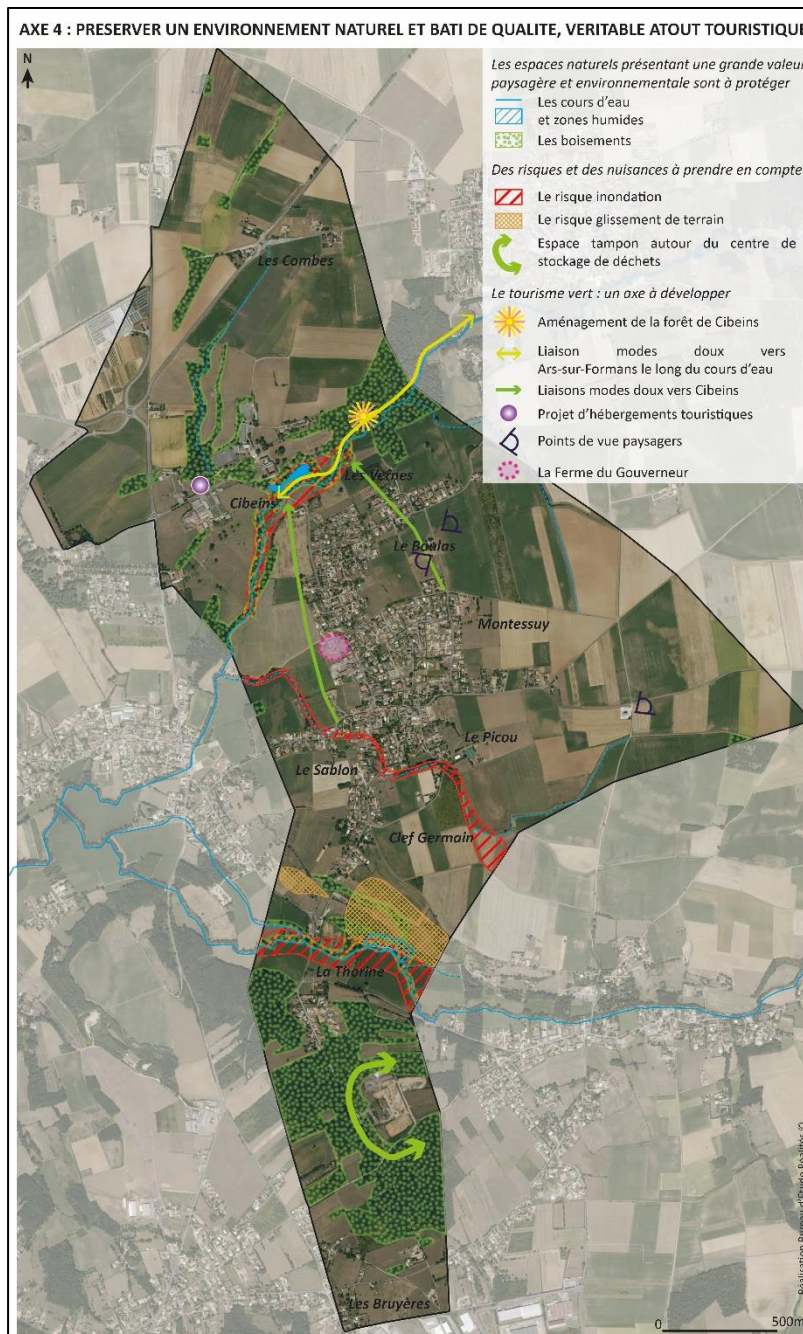 AXE 4 : PRESERVER UN ENVIRONNEMENT NATUREL ET BATI DE QUALITE, VERITABLE ATOUT TOURISTIQUE
N
Les espaces naturels présentant une grande valeur
paysagère et environnementale sont à protéger
Les cours d'eau
et zones humides
Les boisements
Des risques et des nuisances à prendre en compte
Le risque inondation
Le risque glissement de terrain
Espace tampon autour du centre de
stockage de déchets
Le tourisme vert : un axe à développer
Aménagement de la forêt de Cibeins
Liaison modes doux vers
Ars-sur-Formans le long du cours d'eau
Liaisons modes doux vers Cibeins
Projet d'hébergements touristiques
Points de vue paysagers
La Ferme du Gouverneur
Les Combes
Les Vernes
Cibeins
Le Boulas
Montessuy
Le Picou
Le Sablon
Clef Germain
La Thorine
Les Bruyères
Réalisation Bureau d'Etude Réalités ©
0 500m